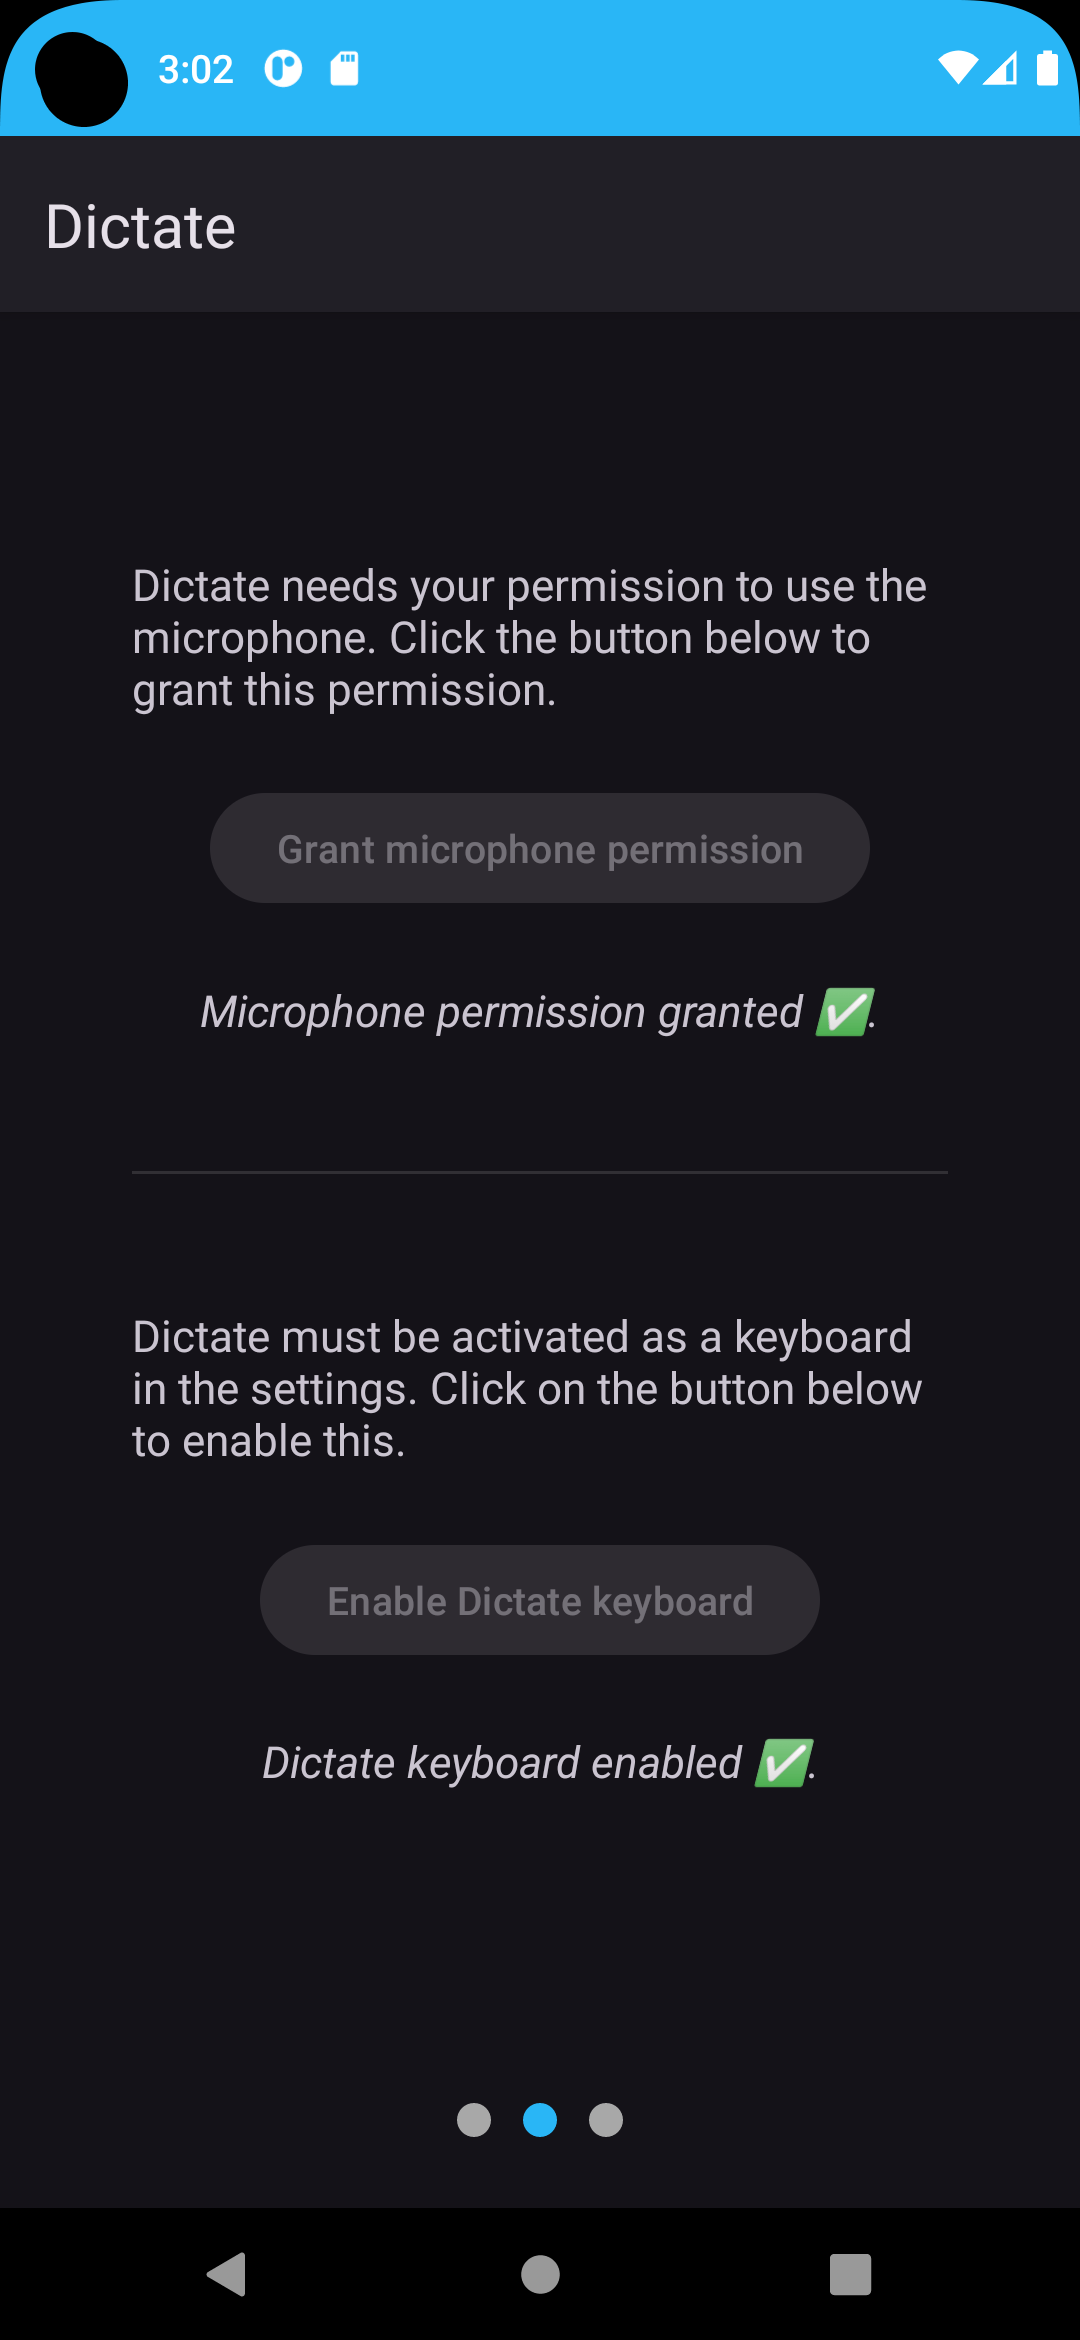 3:02
Dictate
Dictate needs your permission to use the
microphone. Click the button below to
grant this permission.
Grant microphone permission
Microphone permission granted ✅.
Dictate must be activated as a keyboard
in the settings. Click on the button below
to enable this.
Enable Dictate keyboard
Dictate keyboard enabled ✅.